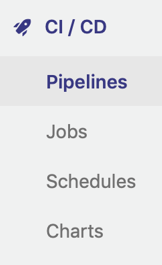 CI / CD
Pipelines
Jobs
Schedules
Charts